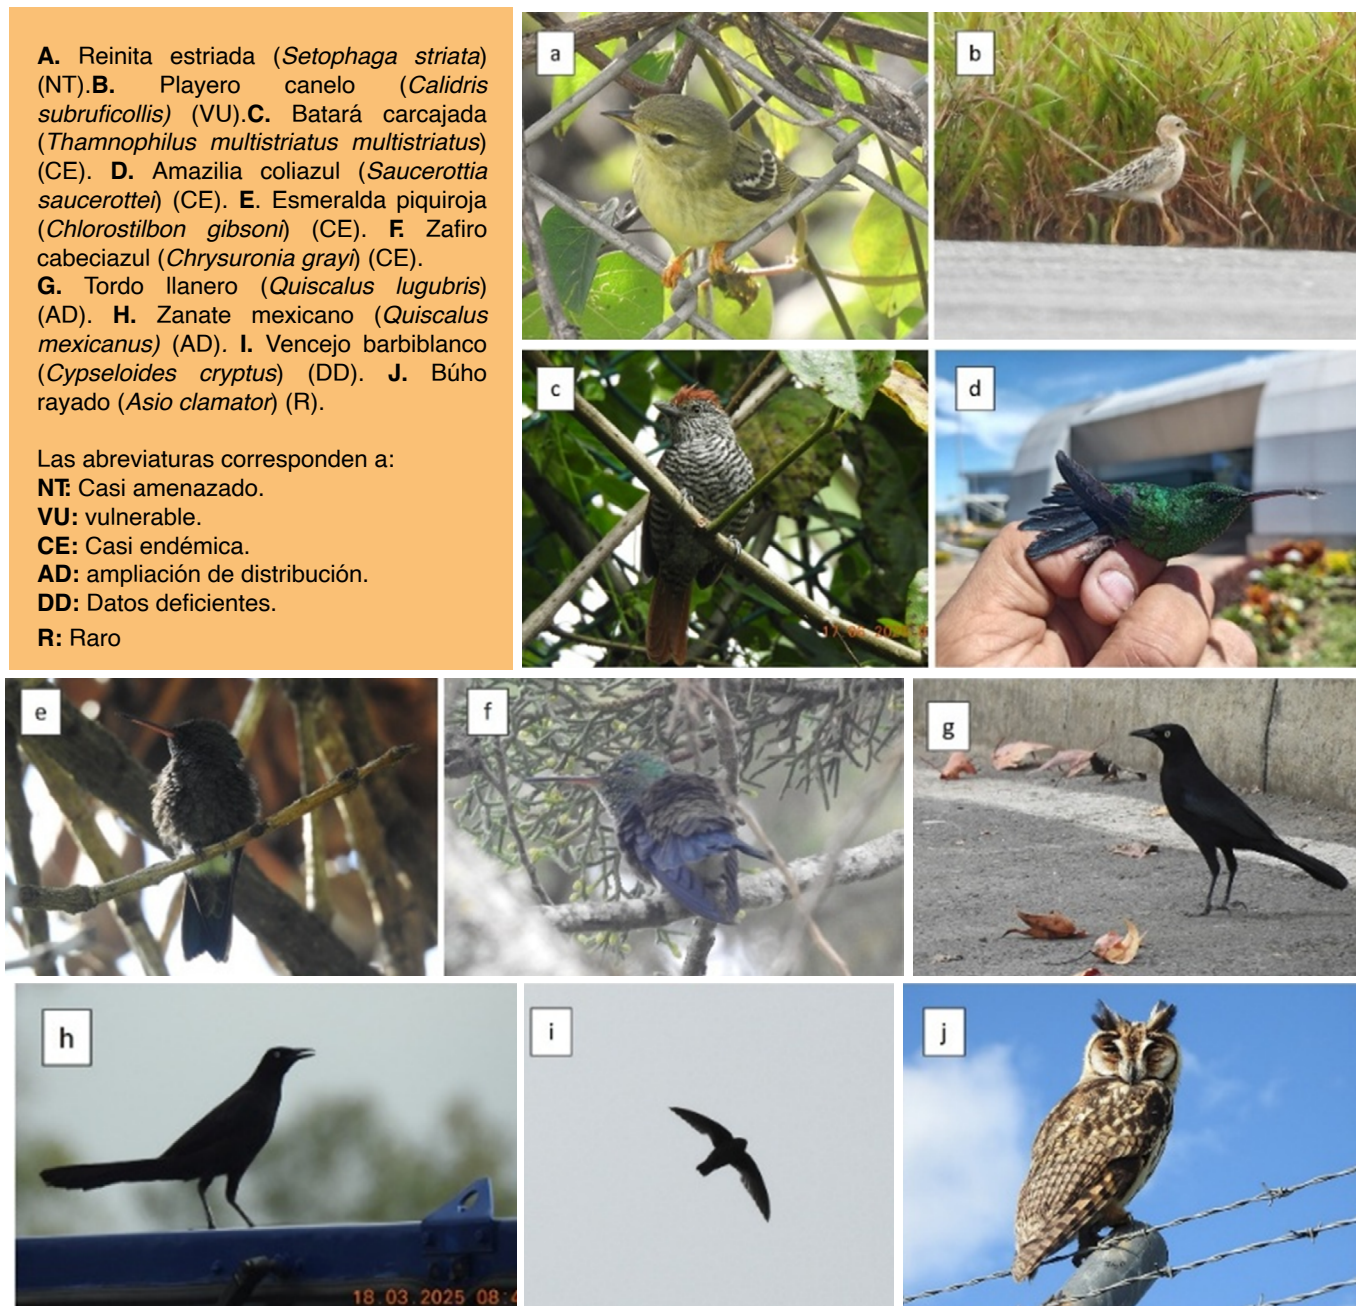 A. Reinita estriada (Setophaga striata)
(NT).B. Playero canelo (Calidris
subruficollis) (VU).C. Batará carcajada
(Thamnophilus multistriatus multistriatus)
(CE). D. Amazilia coliazul (Saucerottia
saucerottei) (CE). E. Esmeralda piquiroja
(Chlorostilbon gibsoni) (CE). F. Zafiro
cabeciazul (Chrysuronia grayi) (CE).
G. Tordo llanero (Quiscalus lugubris)
(AD). H. Zanate mexicano (Quiscalus
mexicanus) (AD). I. Vencejo barbiblanco
(Cypseloides cryptus) (DD). J. Búho
rayado (Asio clamator) (R).
Las abreviaturas corresponden a:
NT: Casi amenazado.
VU: vulnerable.
CE: Casi endémica.
AD: ampliación de distribución.
DD: Datos deficientes.
R: Raro
a
b
c
d
e
f
g
h
i
j
18.03.2025 08:4